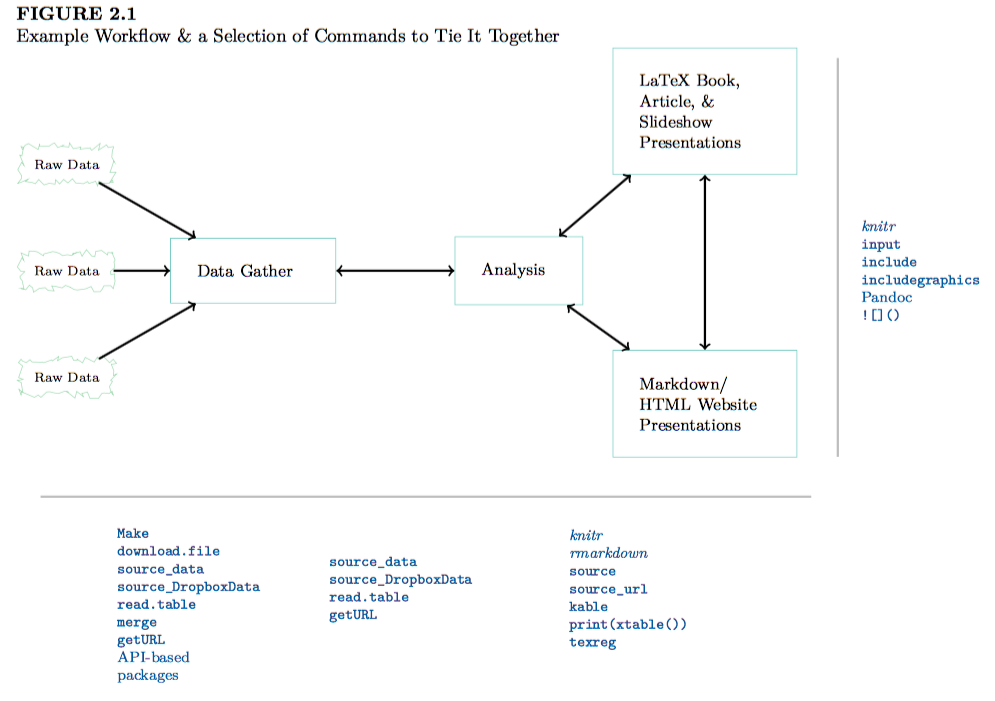 FIGURE 2.1
Example Workflow & a Selection of Commands to Tie It Together
LaTeX Book,
Article, &
Slideshow
Presentations
Raw Data
Raw Data
Raw Data
Data Gather
Analysis
Markdown/
HTML Website
Presentations
knitr
input
include
includegraphics
Pandoc
![]()
Make
download.file
source_data
source_DropboxData
read.table
merge
getURL
API-based
packages
source_data
source_DropboxData
read.table
getURL
knitr
rmarkdown
source
source_url
kable
print(xtable())
texreg